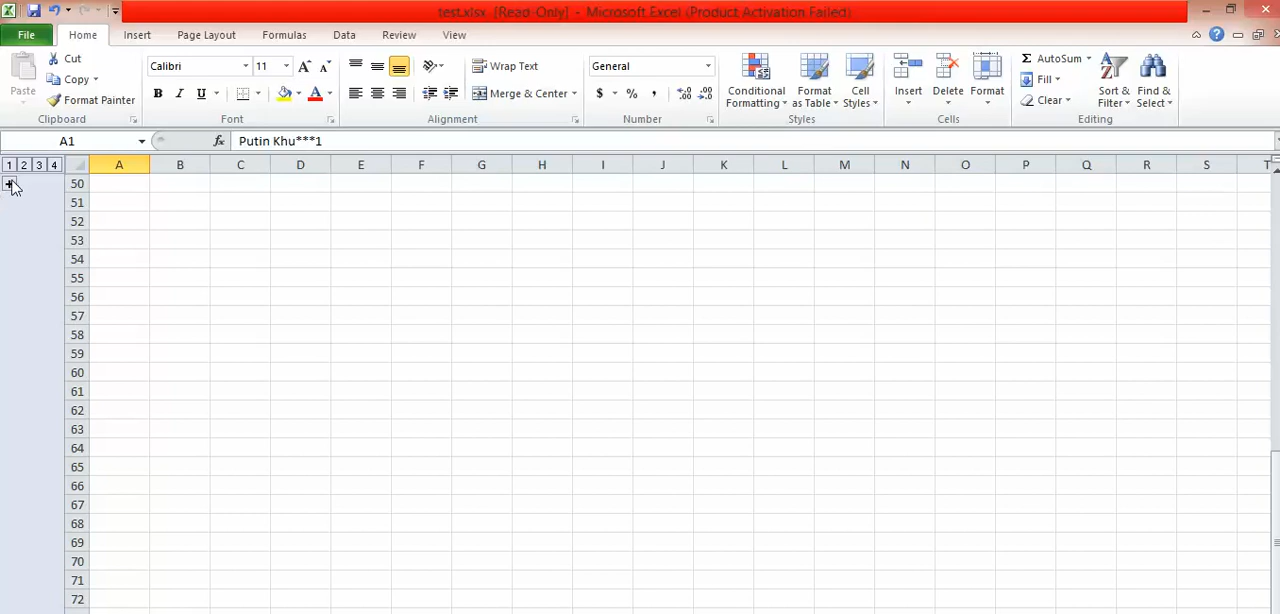 test.xlsx [Read-Only] - Microsoft Excel (Product Activation Failed)
File Home Insert Page Layout Formulas Data Review View
Paste
Cut
Copy
Format Painter
Clipboard
Calibri 11
B I U
Font
Wrap Text
Merge & Center
Alignment
General
$ % ,
Number
Conditional Formatting
Format as Table
Cell Styles
Styles
Insert Delete Format
Cells
Σ AutoSum
Fill
Clear
Sort & Filter
Find & Select
Editing
A1 fx Putin Khu***1
1 2 3 4 A B C D E F G H I J K L M N O P Q R S T
50
51
52
53
54
55
56
57
58
59
60
61
62
63
64
65
66
67
68
69
70
71
72